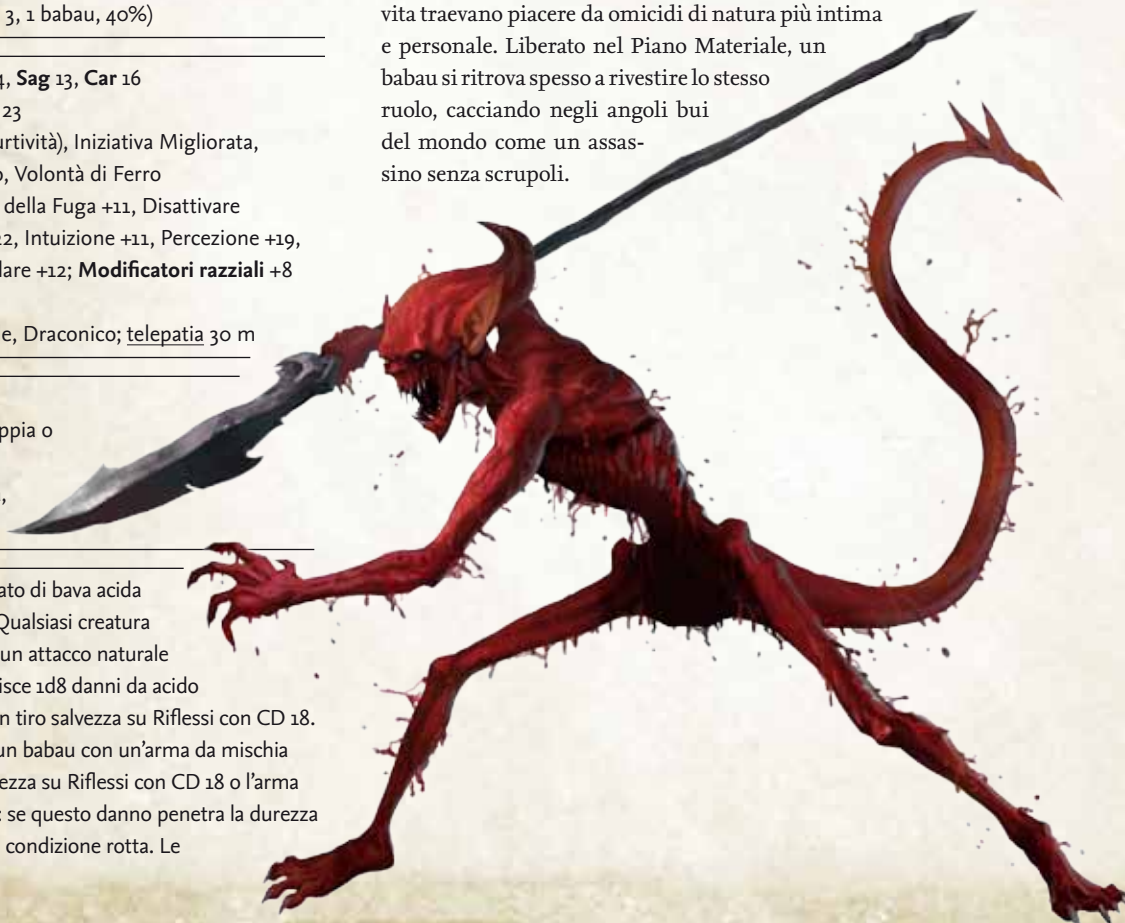 3, 1 babau, 40%)
4, Sag 13, Car 16
23
urtività), Iniziativa Migliorata,
o, Volontà di Ferro
della Fuga +11, Disattivare
22, Intuizione +11, Percezione +19,
lare +12; Modificatori razziali +8
e, Draconico; telepatia 30 m
ppia o
ato di bava acida
Qualsiasi creatura
un attacco naturale
isce 1d8 danni da acido
n tiro salvezza su Riflessi con CD 18.
un babau con un'arma da mischia
ezza su Riflessi con CD 18 o l'arma
: se questo danno penetra la durezza
condizione rotta. Le
vita traevano piacere da omicidi di natura più intima
e personale. Liberato nel Piano Materiale, un
babau si ritrova spesso a rivestire lo stesso
ruolo, cacciando negli angoli bui
del mondo come un assas-
sino senza scrupoli.